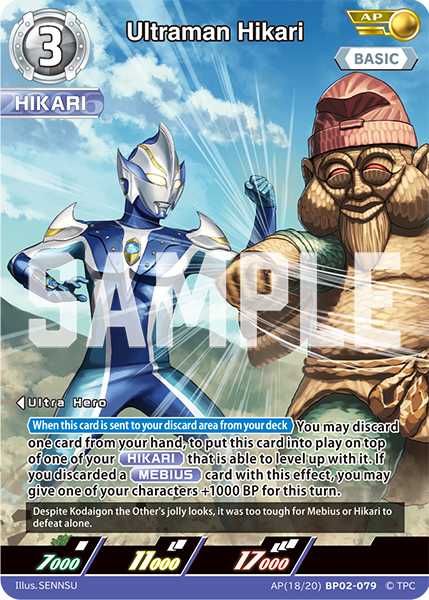 3
Ultraman Hikari
AP
BASIC
HIKARI
SAMPLE
Ultra Hero
When this card is sent to your discard area from your deck You may discard
one card from your hand, to put this card into play on top
of one of your HIKARI that is able to level up with it. If
you discarded a MEBIUS card with this effect, you may
give one of your characters +1000 BP for this turn.
Despite Kodaigon the Other's jolly looks, it was too tough for Mebius or Hikari to
defeat alone.
7000 11000 17000
Illus. SENNSU AP(18/20) BP02-079 © TPC